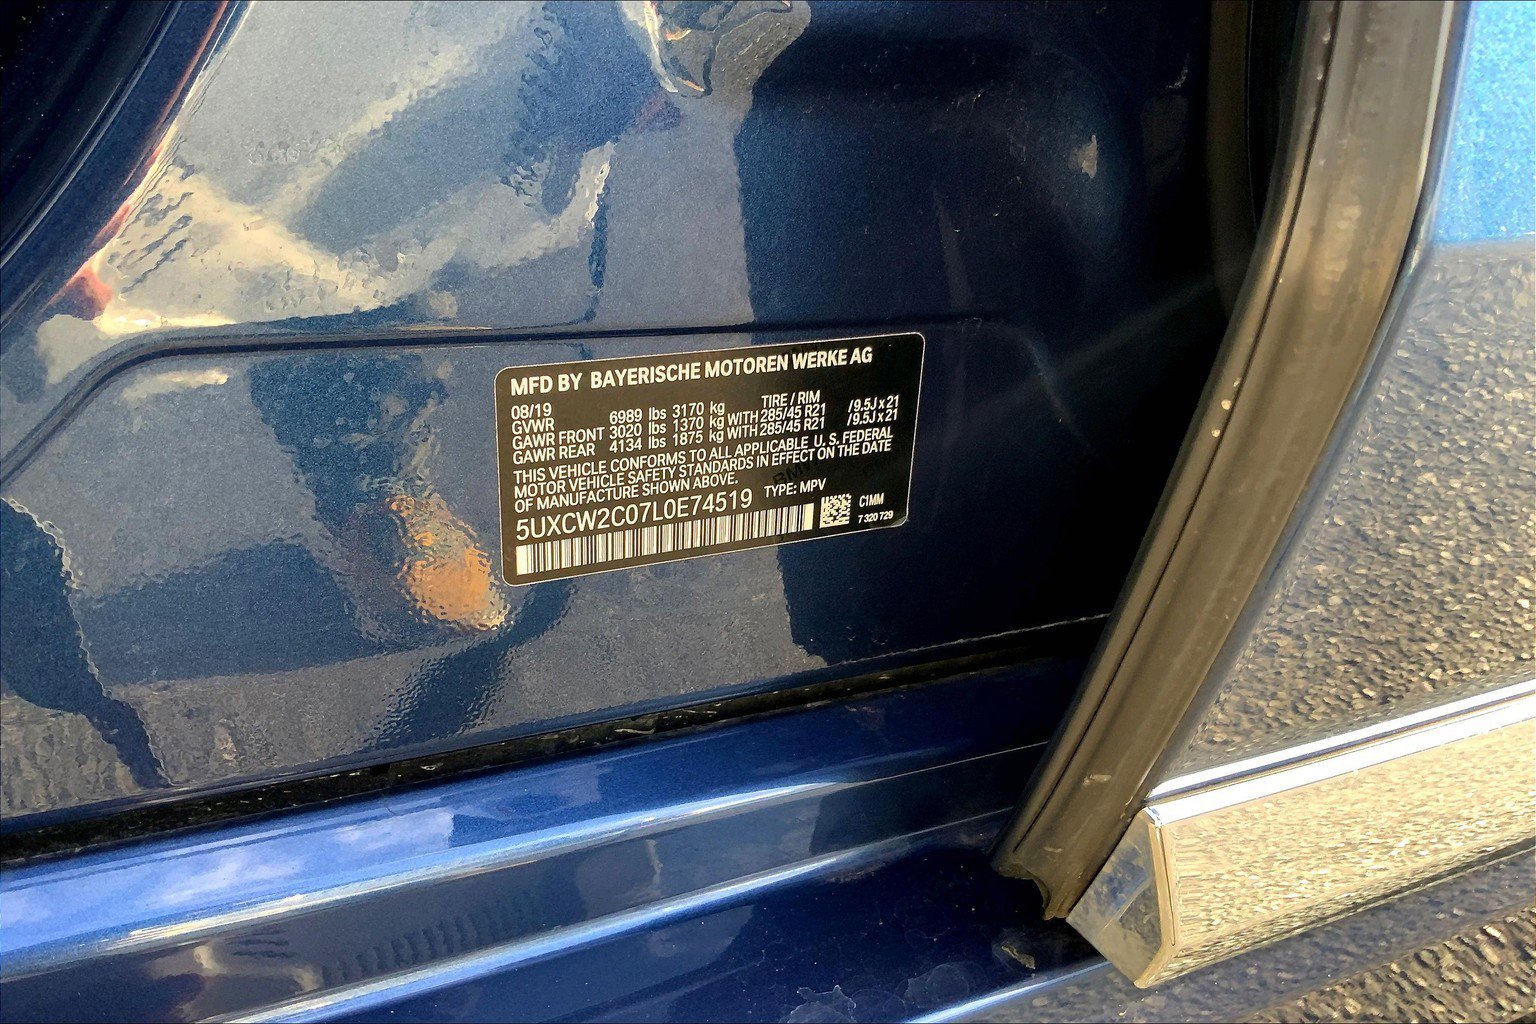 MFD BY BAYERISCHE MOTOREN WERKE AG
08/19 TIRE / RIM
GVWR 6989 lbs 3170 kg
GAWR FRONT 3020 lbs 1370 kg WITH 285/45 R21 /9.5J x 21
GAWR REAR 4134 lbs 1875 kg WITH 285/45 R21 /9.5J x 21
THIS VEHICLE CONFORMS TO ALL APPLICABLE U.S. FEDERAL
MOTOR VEHICLE SAFETY STANDARDS IN EFFECT ON THE DATE
OF MANUFACTURE SHOWN ABOVE.
5UXCW2C07L0E74519 TYPE: MPV
C1MM
7 320 729